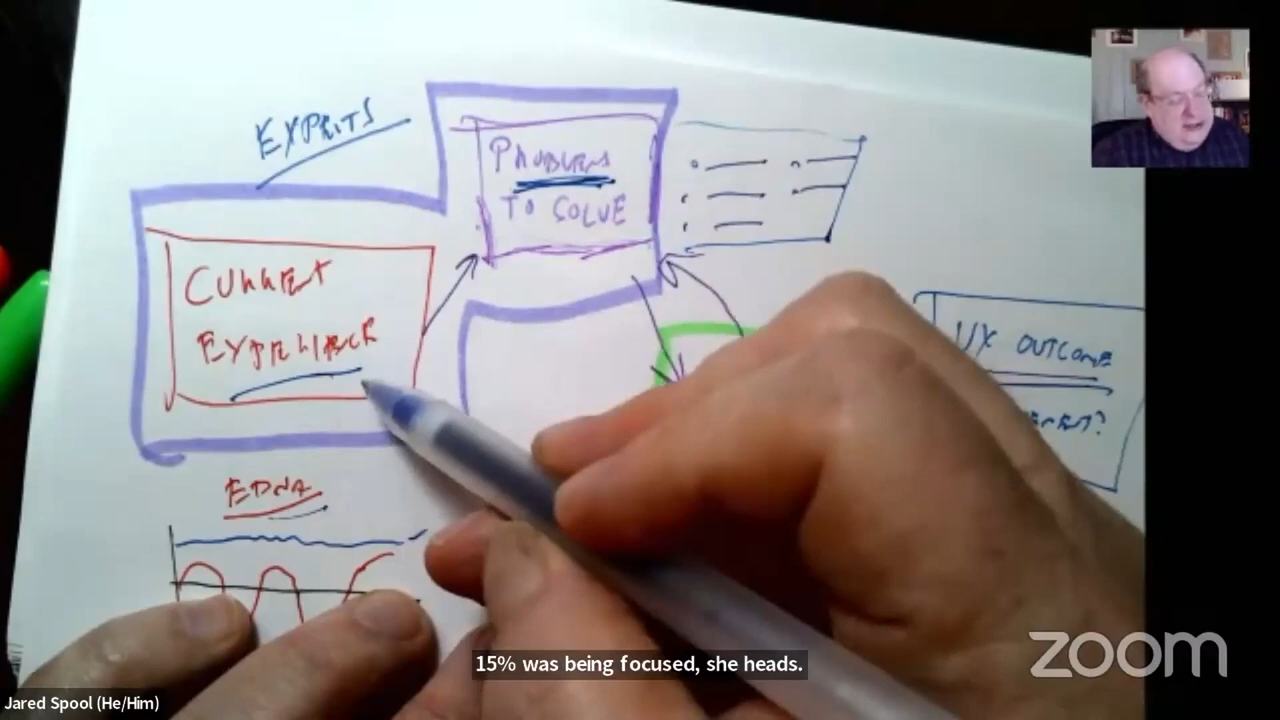 EXPRITS
PROBLEMS
TO SOLVE
CURRENT
EXPERIENCE
UX OUTCOME
EDNA
15% was being focused, she heads.
zoom
Jared Spool (He/Him)